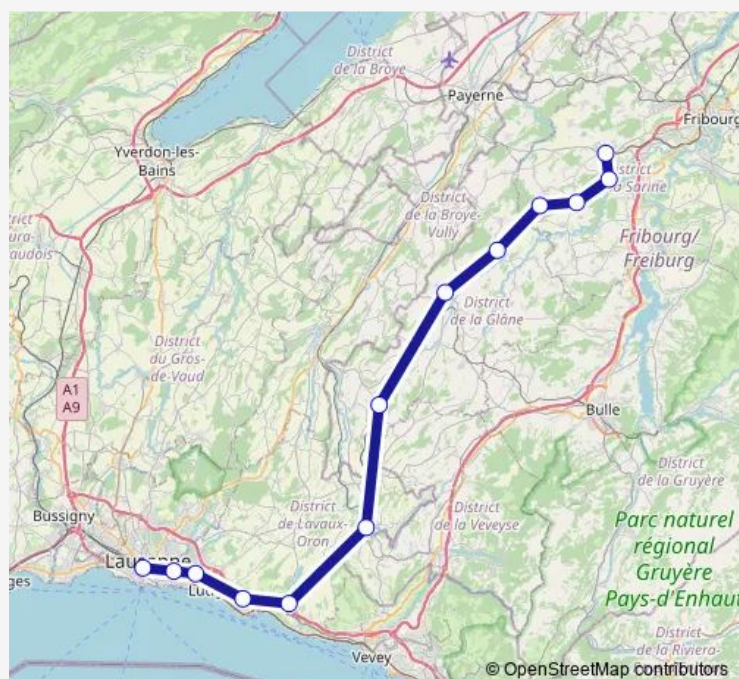 District
de la Broye
Payerne
Fribourg
Yverdon-les-
Bains
District
la Sarine
District
de la Broye-
Vully
Fribourg/
Freiburg
District
de la Glâne
District
du Gros-
de-Vaud
A1
A9
Bulle
District
de la Gruyère
District
de Lavaux-
Oron
District
de la Veveyse
Bussigny
Parc naturel
régional
Gruyère
Pays-d'Enhaut
Lausanne
District
de la Riviera-
Vevey
© OpenStreetMap contributors